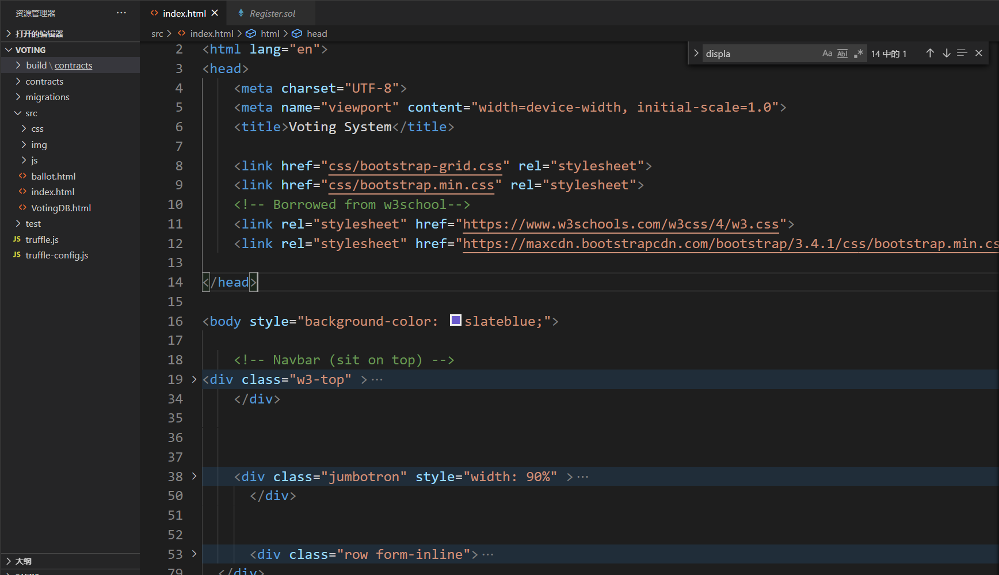 资源管理器 ···
打开的编辑器
VOTING
build \ contracts
contracts
migrations
src
css
img
js
ballot.html
index.html
VotingDB.html
test
JS truffle.js
JS truffle-config.js
大纲
index.html
Register.sol
src > index.html > html > head
displa Aa Abl .* 14 中的 1
2 <html lang="en">
3 <head>
4 <meta charset="UTF-8">
5 <meta name="viewport" content="width=device-width, initial-scale=1.0">
6 <title>Voting System</title>
7
8 <link href="css/bootstrap-grid.css" rel="stylesheet">
9 <link href="css/bootstrap.min.css" rel="stylesheet">
10 <!-- Borrowed from w3school-->
11 <link rel="stylesheet" href="https://www.w3schools.com/w3css/4/w3.css">
12 <link rel="stylesheet" href="https://maxcdn.bootstrapcdn.com/bootstrap/3.4.1/css/bootstrap.min.cs
13
14 </head>
15
16 <body style="background-color: slateblue;">
17
18 <!-- Navbar (sit on top) -->
19 <div class="w3-top" >···
34 </div>
35
36
37
38 <div class="jumbotron" style="width: 90%" >···
50 </div>
51
52
53 <div class="row form-inline">···
79 </div>